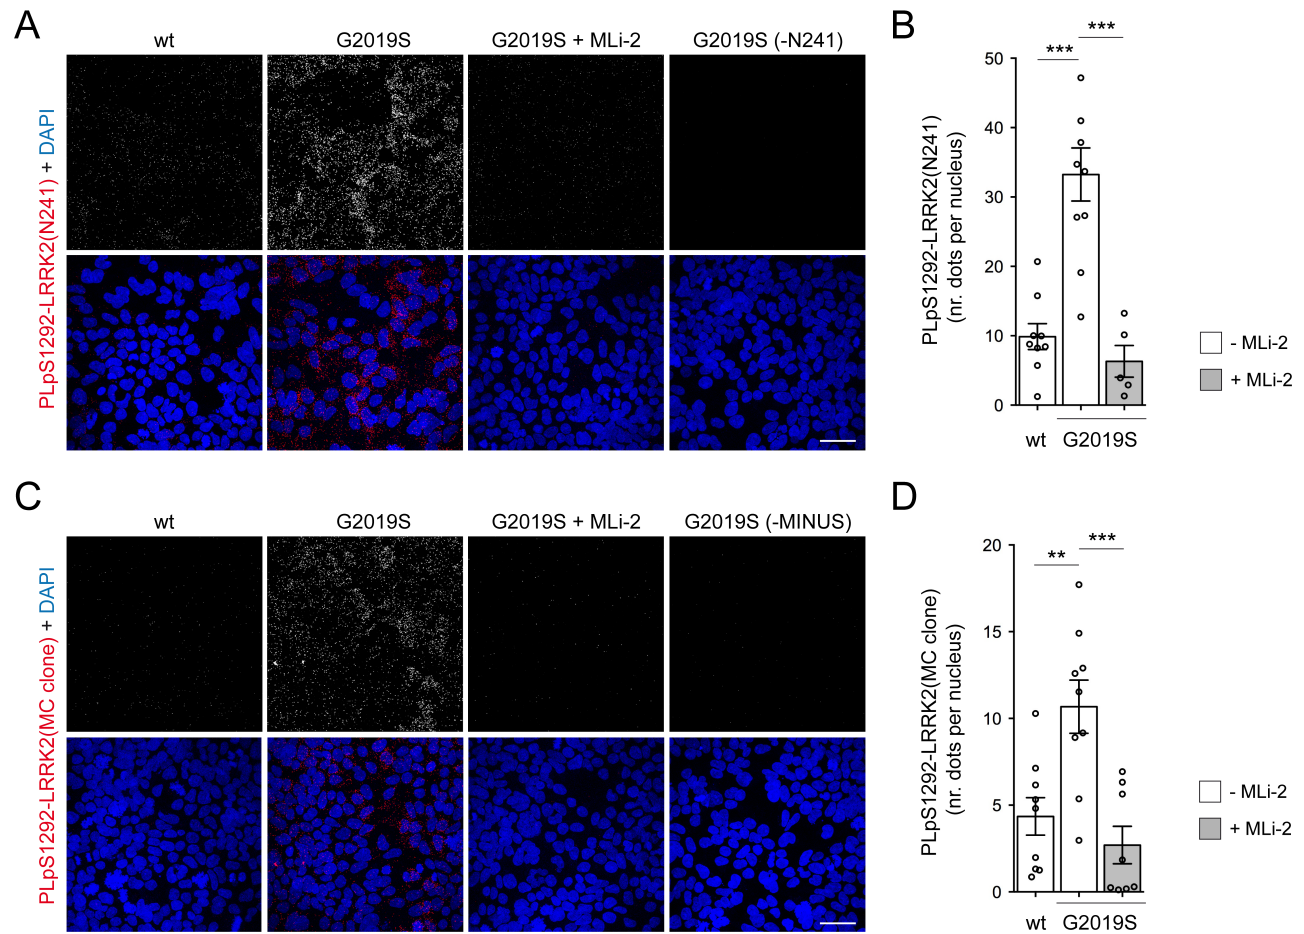 A
wt
G2019S
G2019S + MLi-2
G2019S (-N241)
PLpS1292-LRRK2(N241) + DAPI
B
***
***
PLpS1292-LRRK2(N241)
(nr. dots per nucleus)
50
40
30
20
10
0
wt
G2019S
- MLi-2
+ MLi-2
C
wt
G2019S
G2019S + MLi-2
G2019S (-MINUS)
PLpS1292-LRRK2(MC clone) + DAPI
D
**
***
PLpS1292-LRRK2(MC clone)
(nr. dots per nucleus)
20
15
10
5
0
wt
G2019S
- MLi-2
+ MLi-2